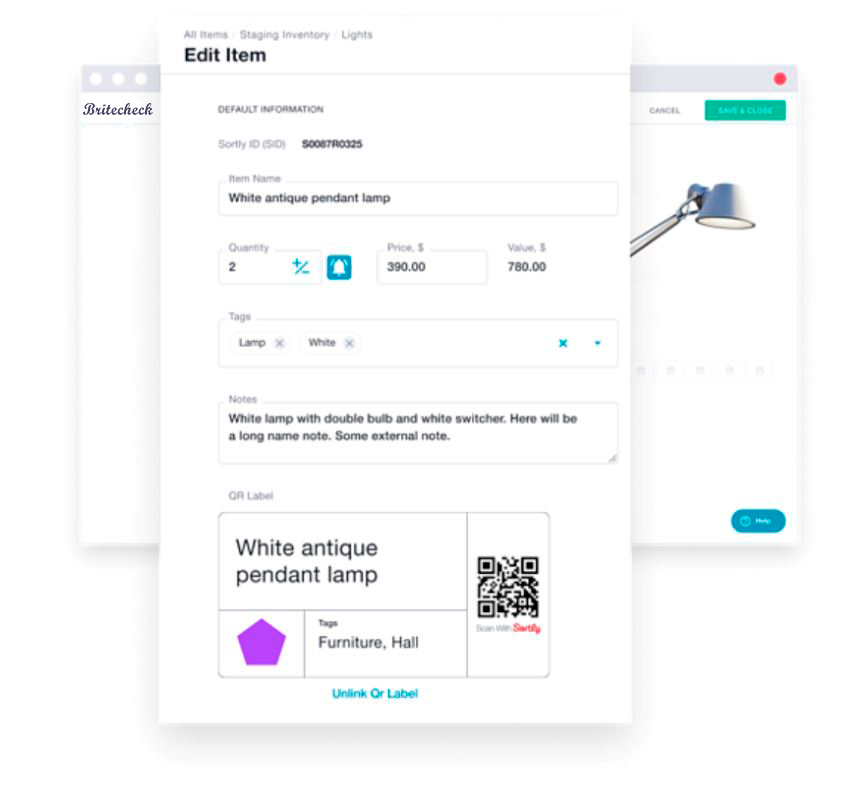 All Items / Staging Inventory / Lights
Edit Item
Britecheck
CANCEL
SAVE & CLOSE
DEFAULT INFORMATION
Sortly ID (SID) S0087R0325
Item Name
White antique pendant lamp
Quantity
Price, $
Value, $
2
390.00
780.00
Tags
Lamp
White
Notes
White lamp with double bulb and white switcher. Here will be
a long name note. Some external note.
QR Label
Help
White antique
pendant lamp
Scan With Sortly
Tags
Furniture, Hall
Unlink Qr Label